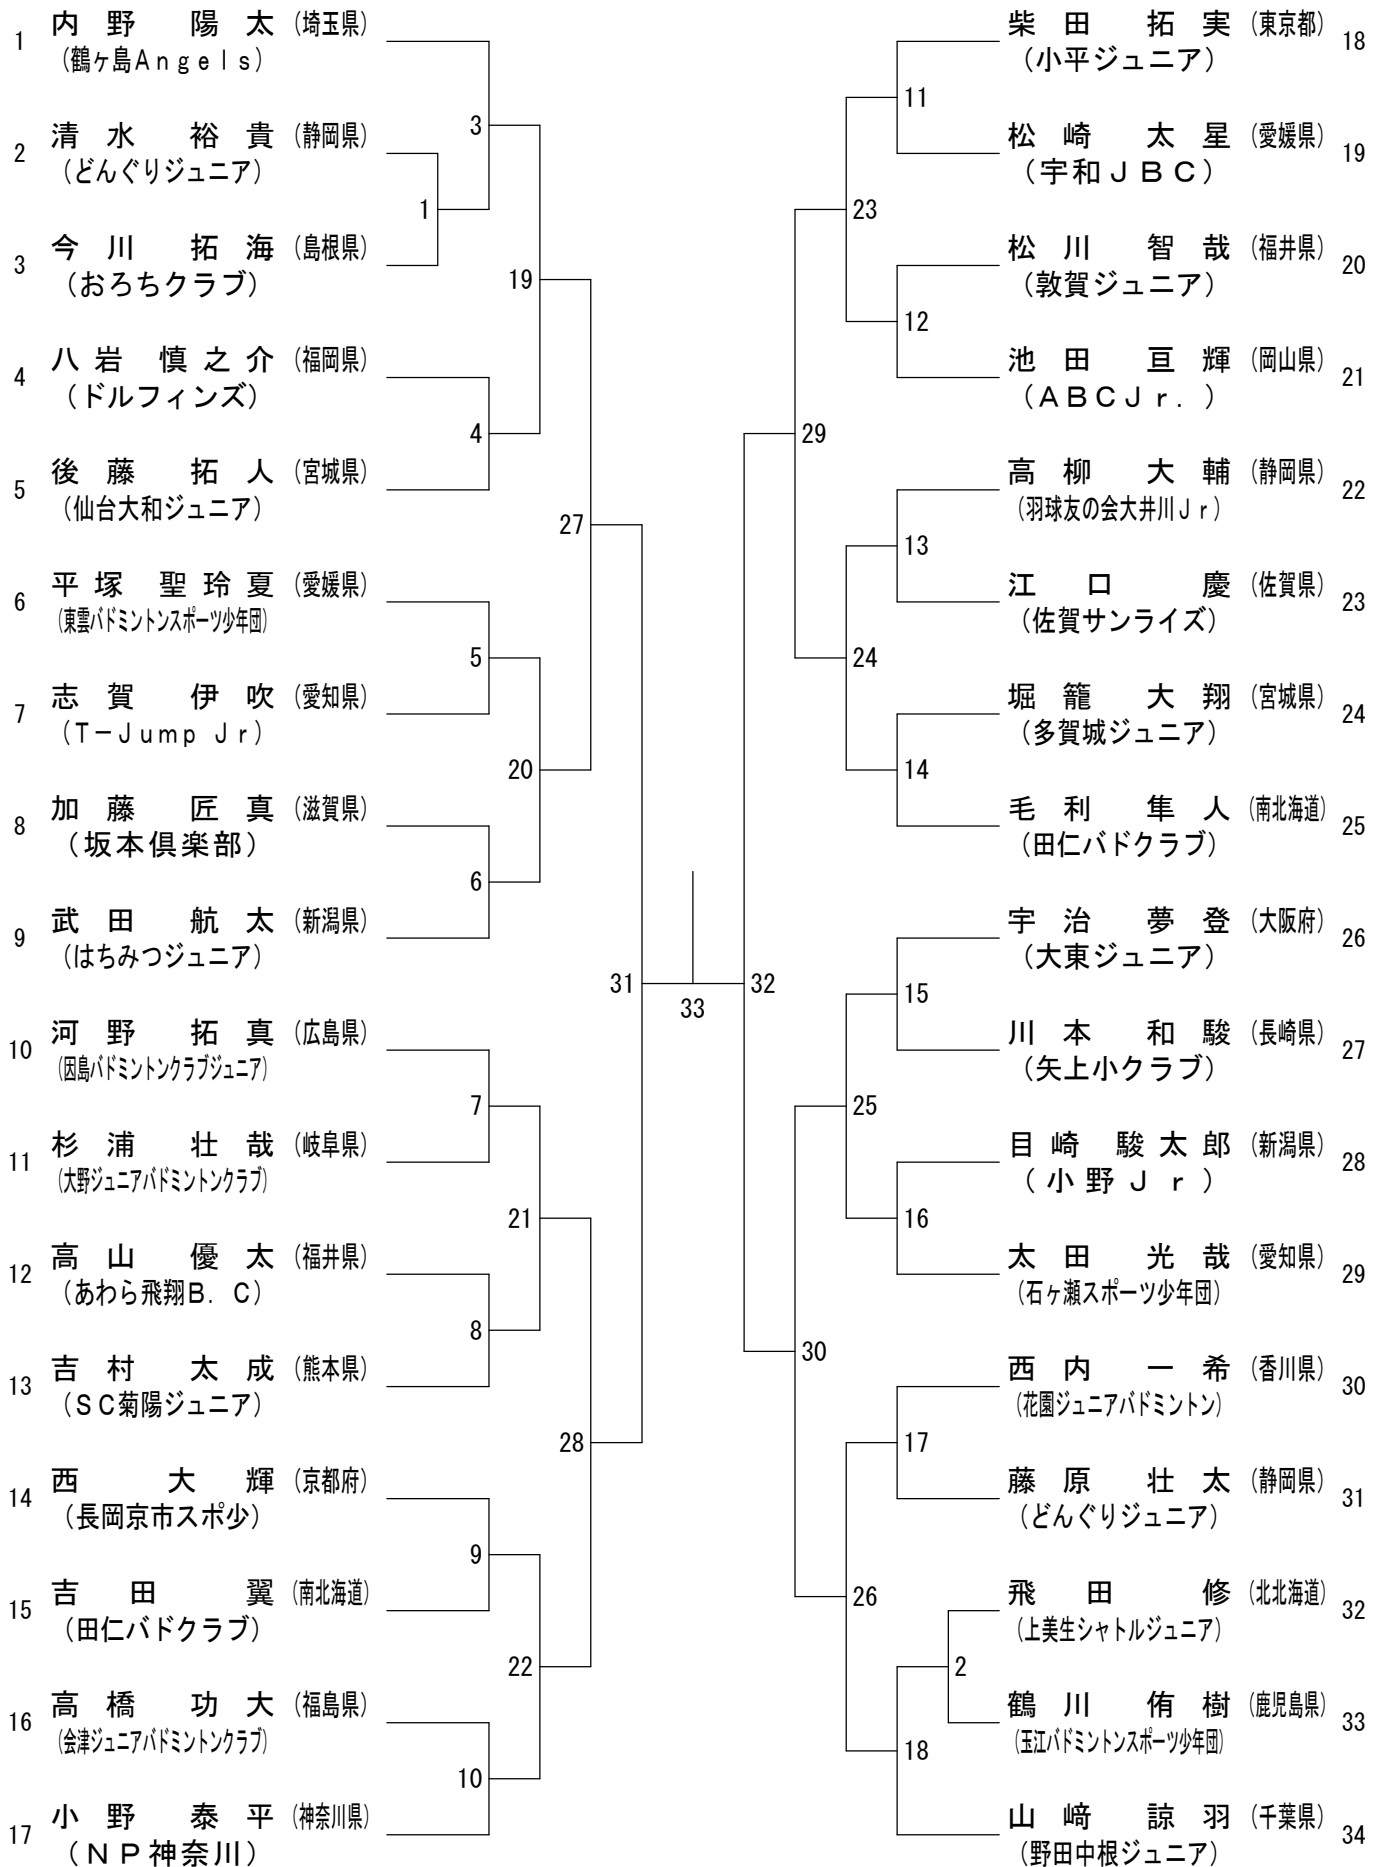 1 内野 陽太 (埼玉県)
(鶴ヶ島Angels)
2 清水 裕貴 (静岡県)
(どんぐりジュニア)
3 今川 拓海 (島根県)
(おろちクラブ)
4 八岩 慎之介 (福岡県)
(ドルフィンズ)
5 後藤 拓人 (宮城県)
(仙台大和ジュニア)
6 平塚 聖玲夏 (愛媛県)
(東雲バドミントンスポーツ少年団)
7 志賀 伊吹 (愛知県)
(T-Jump Jr)
8 加藤 匠真 (滋賀県)
(坂本倶楽部)
9 武田 航太 (新潟県)
(はちみつジュニア)
10 河野 拓真 (広島県)
(因島バドミントンクラブジュニア)
11 杉浦 壮哉 (岐阜県)
(大野ジュニアバドミントンクラブ)
12 高山 優太 (福井県)
(あわら飛翔B. C)
13 吉村 太成 (熊本県)
(SC菊陽ジュニア)
14 西 大輝 (京都府)
(長岡京市スポ少)
15 吉田 翼 (南北海道)
(田仁バドクラブ)
16 高橋 功大 (福島県)
(会津ジュニアバドミントンクラブ)
17 小野 泰平 (神奈川県)
(NP神奈川)
1
3
4
5
6
7
8
9
10
19
20
21
22
27
28
31
33
32
29
30
23
24
25
26
11
12
13
14
15
16
17
18
2
柴田 拓実 (東京都) 18
(小平ジュニア)
松崎 太星 (愛媛県) 19
(宇和JBC)
松川 智哉 (福井県) 20
(敦賀ジュニア)
池田 亘輝 (岡山県) 21
(ABCJr.)
高柳 大輔 (静岡県) 22
(羽球友の会大井川Jr)
江口 慶 (佐賀県) 23
(佐賀サンライズ)
堀籠 大翔 (宮城県) 24
(多賀城ジュニア)
毛利 隼人 (南北海道) 25
(田仁バドクラブ)
宇治 夢登 (大阪府) 26
(大東ジュニア)
川本 和駿 (長崎県) 27
(矢上小クラブ)
目崎 駿太郎 (新潟県) 28
(小野Jr)
太田 光哉 (愛知県) 29
(石ヶ瀬スポーツ少年団)
西内 一希 (香川県) 30
(花園ジュニアバドミントン)
藤原 壮太 (静岡県) 31
(どんぐりジュニア)
飛田 修 (北北海道) 32
(上美生シャトルジュニア)
鶴川 侑樹 (鹿児島県) 33
(玉江バドミントンスポーツ少年団)
山﨑 諒羽 (千葉県) 34
(野田中根ジュニア)